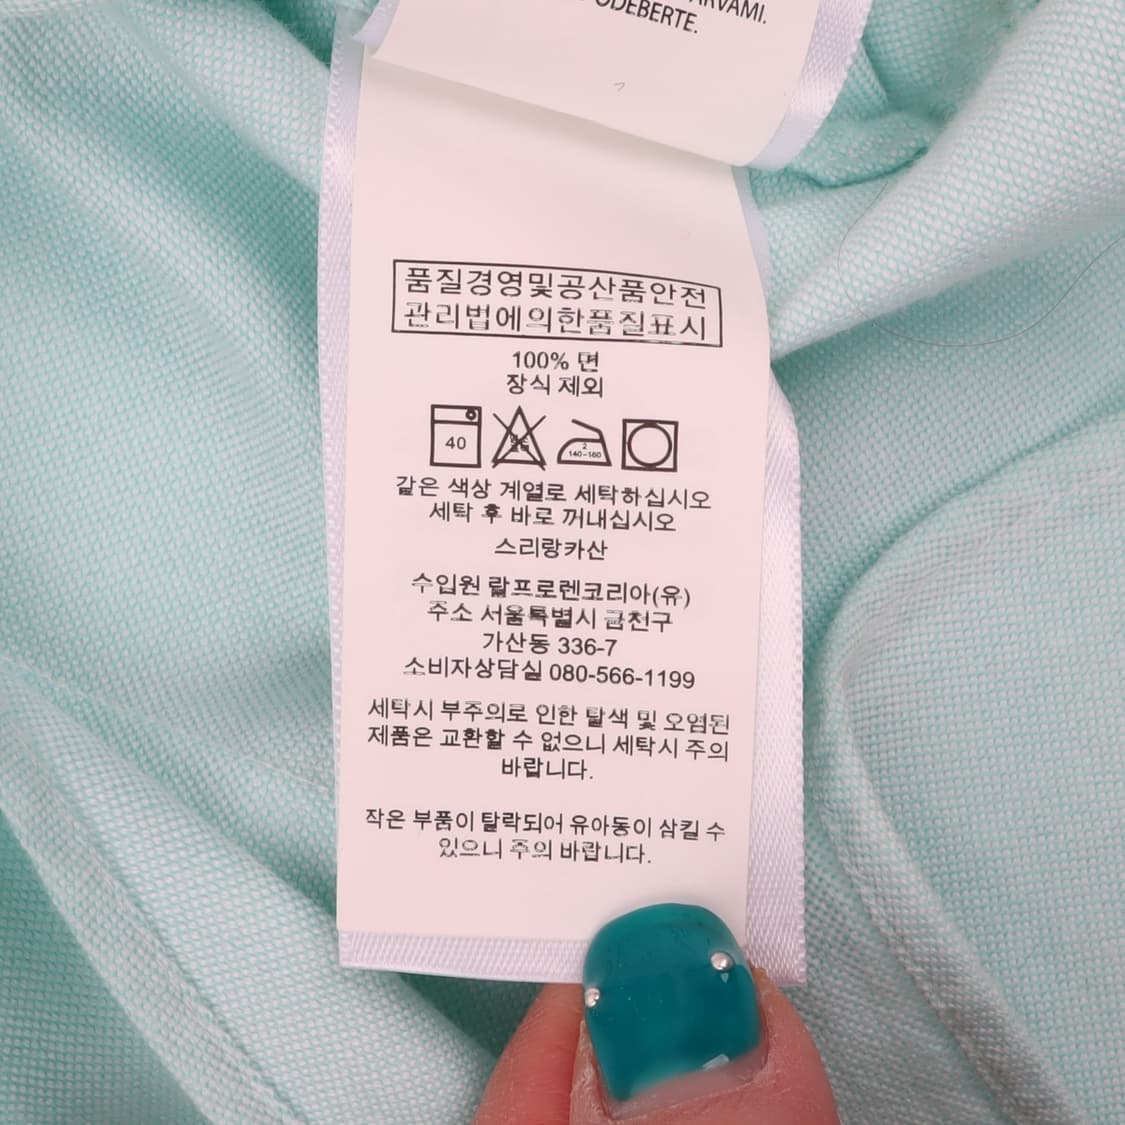 ARVAMI.
ODEBERTE.
품질경영및공산품안전
관리법에의한품질표시
100% 면
장식 제외
40
2
140-160
같은 색상 계열로 세탁하십시오
세탁 후 바로 꺼내십시오
스리랑카산
수입원 랄프로렌코리아(유)
주소 서울특별시 금천구
가산동 336-7
소비자상담실 080-566-1199
세탁시 부주의로 인한 탈색 및 오염된
제품은 교환할 수 없으니 세탁시 주의
바랍니다.
작은 부품이 탈락되어 유아동이 삼킬 수
있으니 주의 바랍니다.